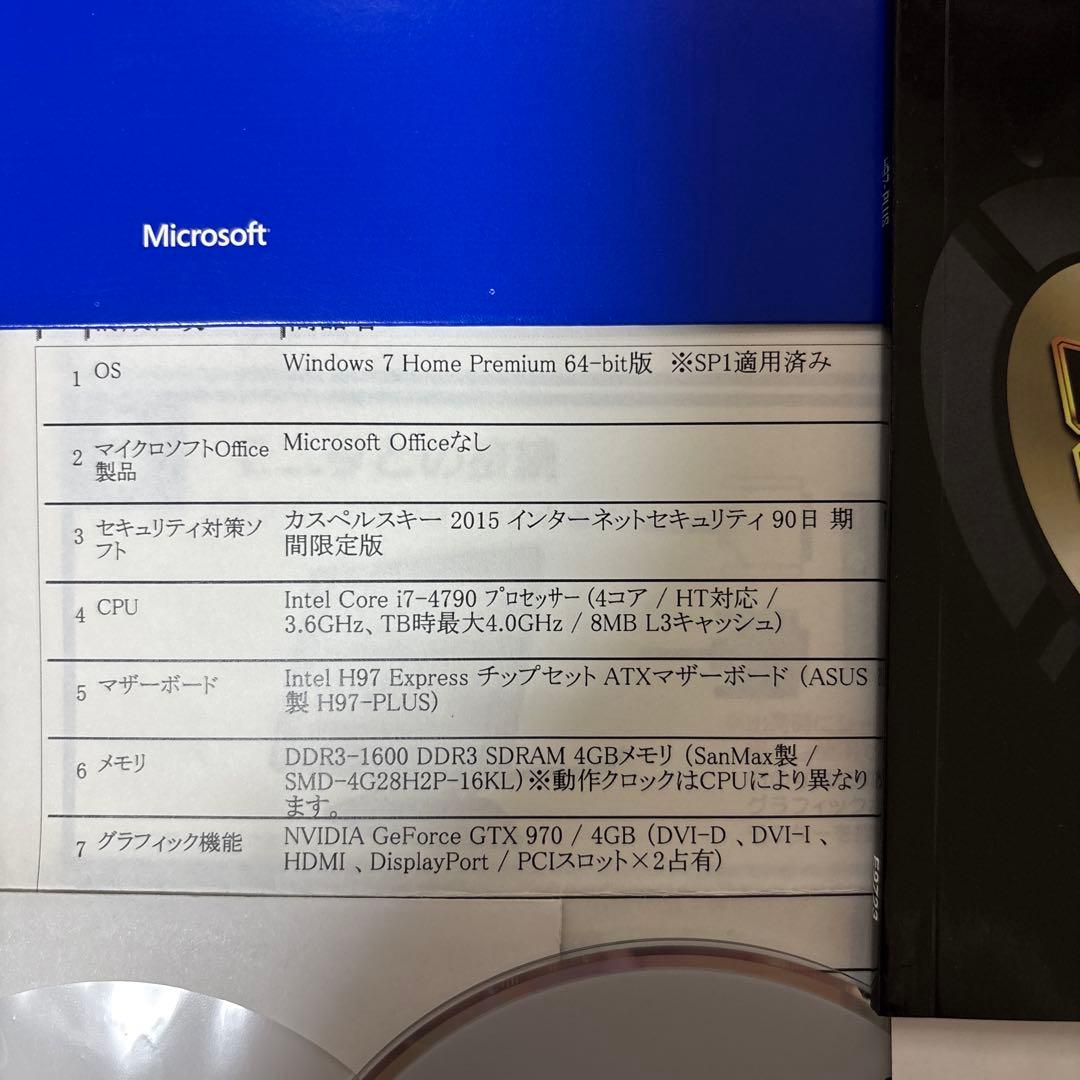 Microsoft
H97-PLUS
1 OS Windows 7 Home Premium 64-bit版 ※SP1適用済み
2 マイクロソフトOffice製品 Microsoft Officeなし
3 セキュリティ対策ソフト カスペルスキー 2015 インターネットセキュリティ 90日 期
間限定版
4 CPU Intel Core i7-4790 プロセッサー (4コア / HT対応 /
3.6GHz、TB時最大4.0GHz / 8MB L3キャッシュ)
5 マザーボード Intel H97 Express チップセット ATXマザーボード (ASUS
製 H97-PLUS)
6 メモリ DDR3-1600 DDR3 SDRAM 4GBメモリ (SanMax製 /
SMD-4G28H2P-16KL)※動作クロックはCPUにより異なり
ます。
7 グラフィック機能 NVIDIA GeForce GTX 970 / 4GB (DVI-D 、DVI-I 、
HDMI 、DisplayPort / PCIスロット×2占有)